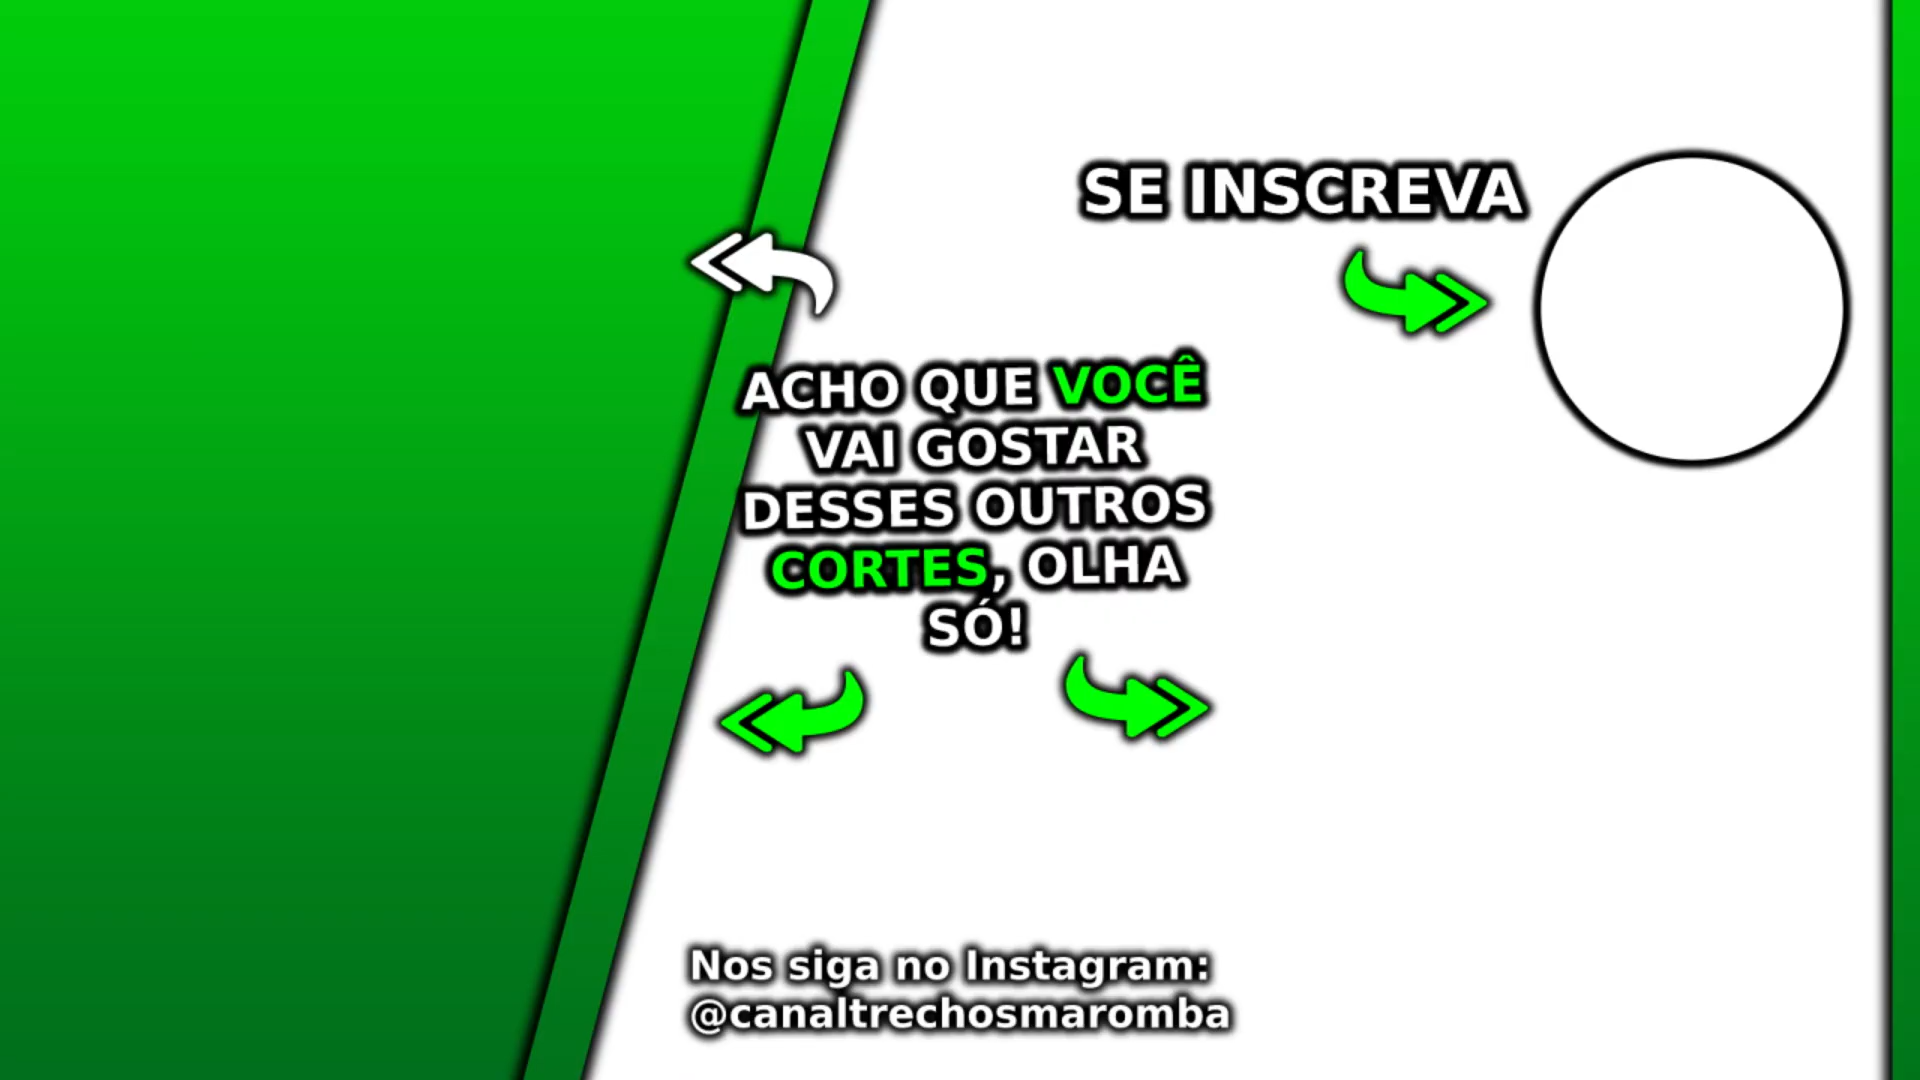 SE INSCREVA
ACHO QUE VOCÊ
VAI GOSTAR
DESSES OUTROS
CORTES, OLHA
SÓ!
Nos siga no Instagram:
@canaltrechosmaromba